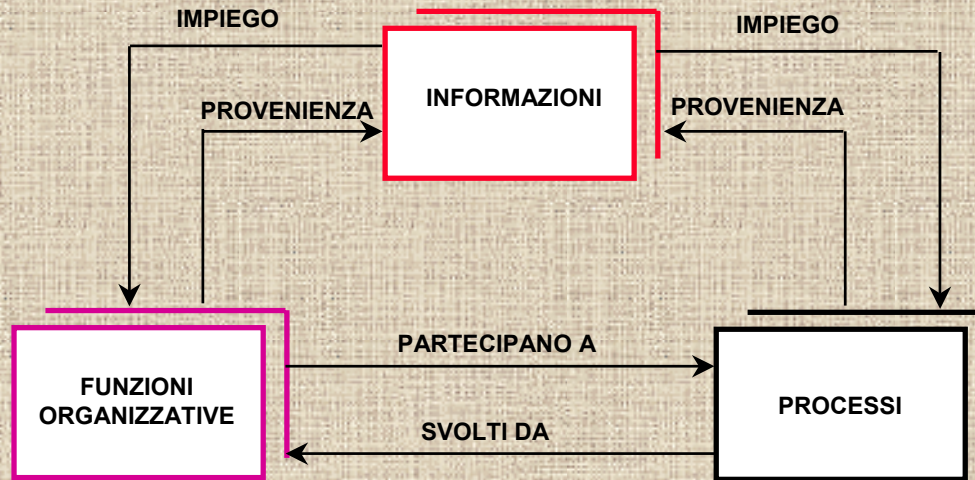 IMPIEGO
IMPIEGO
INFORMAZIONI
PROVENIENZA
PROVENIENZA
PARTECIPANO A
FUNZIONI
ORGANIZZATIVE
PROCESSI
SVOLTI DA